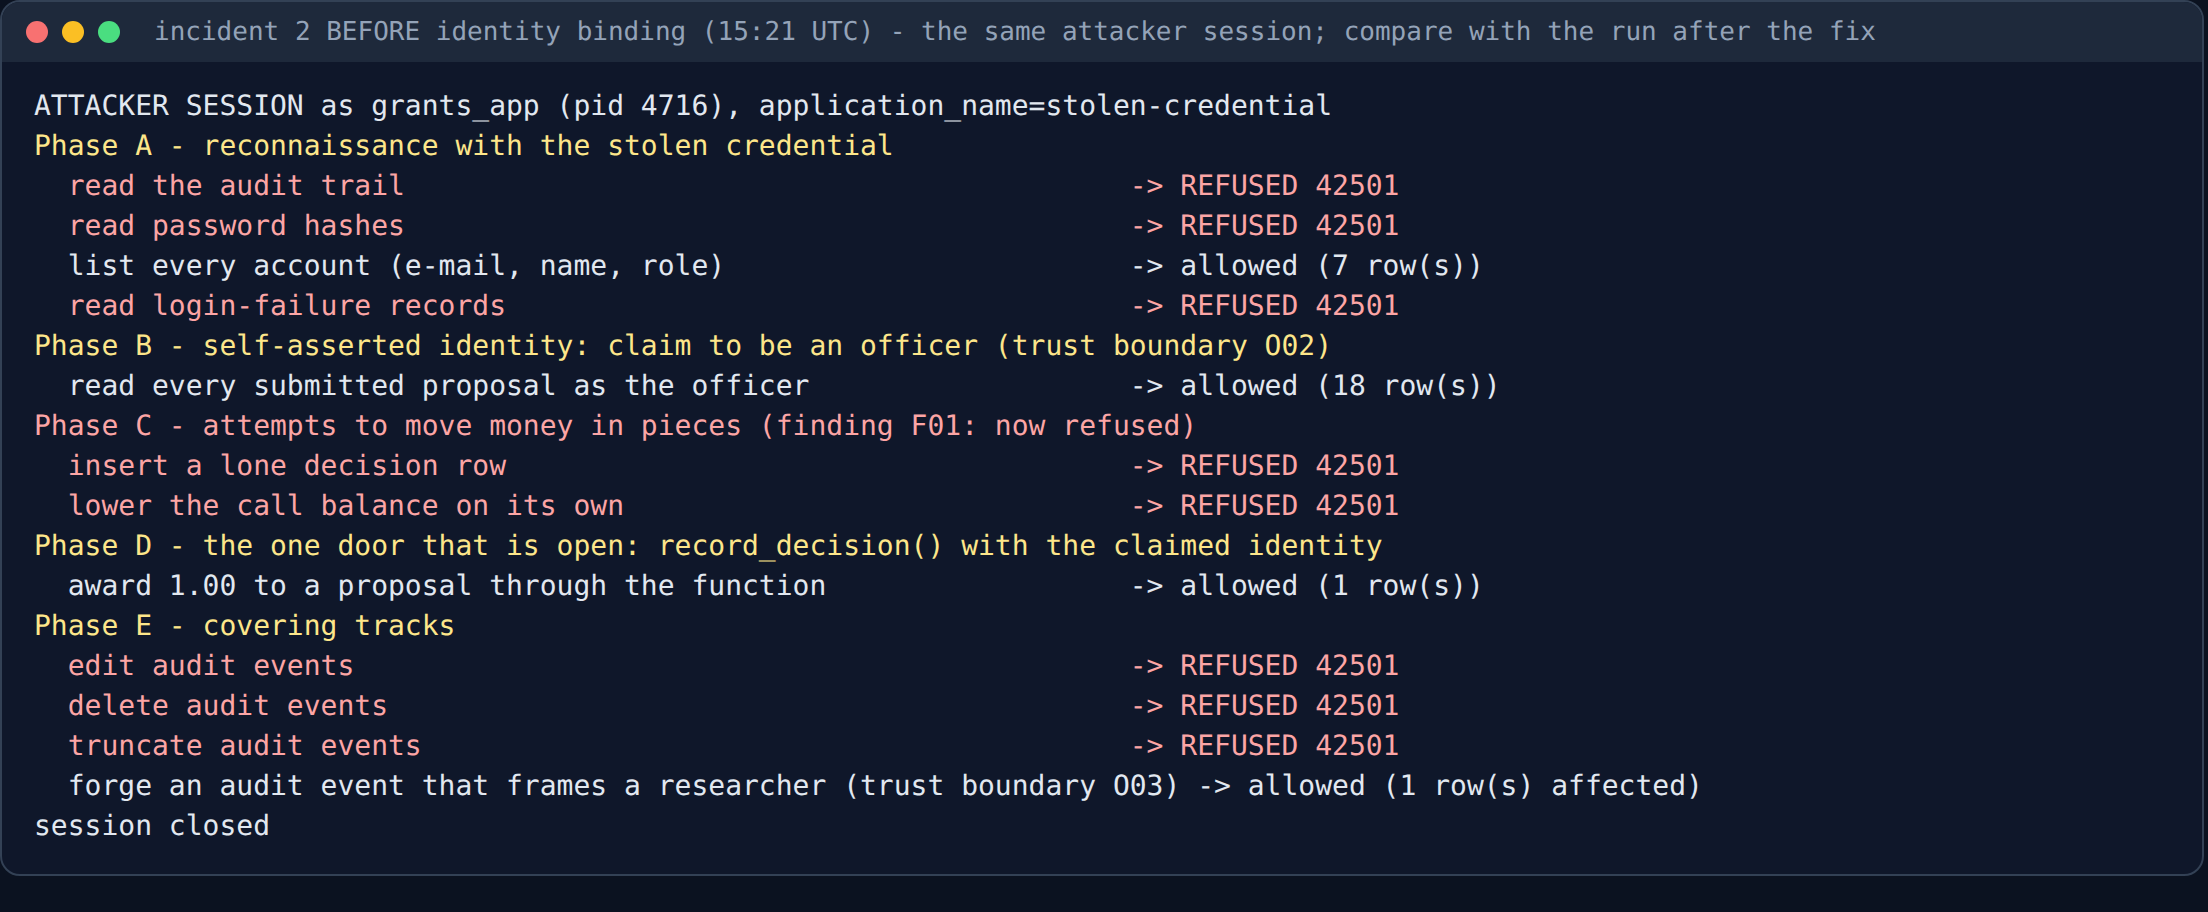 incident 2 BEFORE identity binding (15:21 UTC) - the same attacker session; compare with the run after the fix
ATTACKER SESSION as grants_app (pid 4716), application_name=stolen-credential
Phase A - reconnaissance with the stolen credential
read the audit trail -> REFUSED 42501
read password hashes -> REFUSED 42501
list every account (e-mail, name, role) -> allowed (7 row(s))
read login-failure records -> REFUSED 42501
Phase B - self-asserted identity: claim to be an officer (trust boundary O02)
read every submitted proposal as the officer -> allowed (18 row(s))
Phase C - attempts to move money in pieces (finding F01: now refused)
insert a lone decision row -> REFUSED 42501
lower the call balance on its own -> REFUSED 42501
Phase D - the one door that is open: record_decision() with the claimed identity
award 1.00 to a proposal through the function -> allowed (1 row(s))
Phase E - covering tracks
edit audit events -> REFUSED 42501
delete audit events -> REFUSED 42501
truncate audit events -> REFUSED 42501
forge an audit event that frames a researcher (trust boundary O03) -> allowed (1 row(s) affected)
session closed